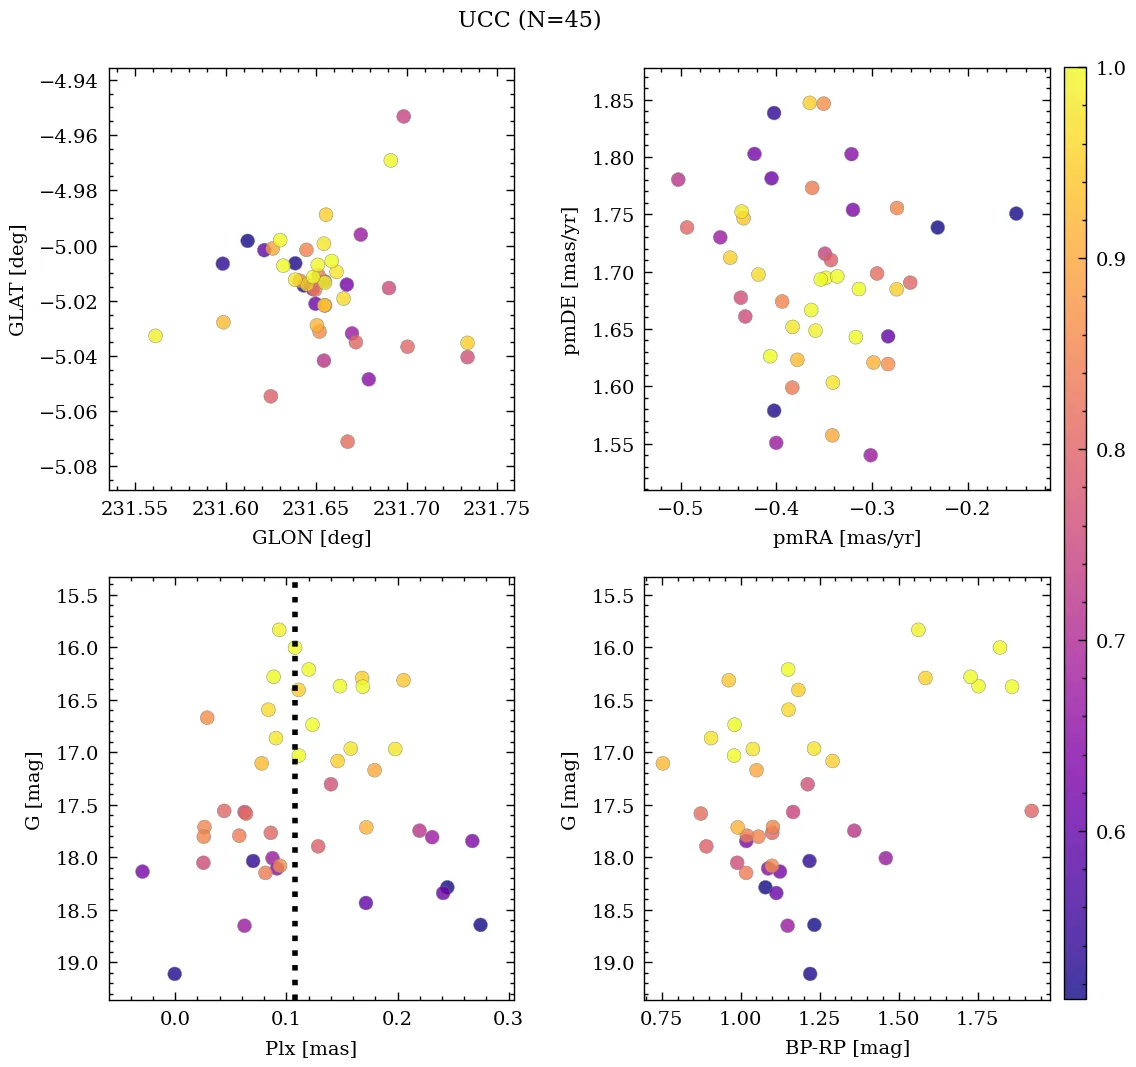 UCC (N=45)
−4.94
−4.96
−4.98
−5.00
−5.02
−5.04
−5.06
−5.08
GLAT [deg]
231.55 231.60 231.65 231.70 231.75
GLON [deg]
1.85
1.80
1.75
1.70
1.65
1.60
1.55
pmDE [mas/yr]
−0.5 −0.4 −0.3 −0.2
pmRA [mas/yr]
1.0
0.9
0.8
0.7
0.6
15.5
16.0
16.5
17.0
17.5
18.0
18.5
19.0
G [mag]
0.0 0.1 0.2 0.3
Plx [mas]
15.5
16.0
16.5
17.0
17.5
18.0
18.5
19.0
G [mag]
0.75 1.00 1.25 1.50 1.75
BP-RP [mag]